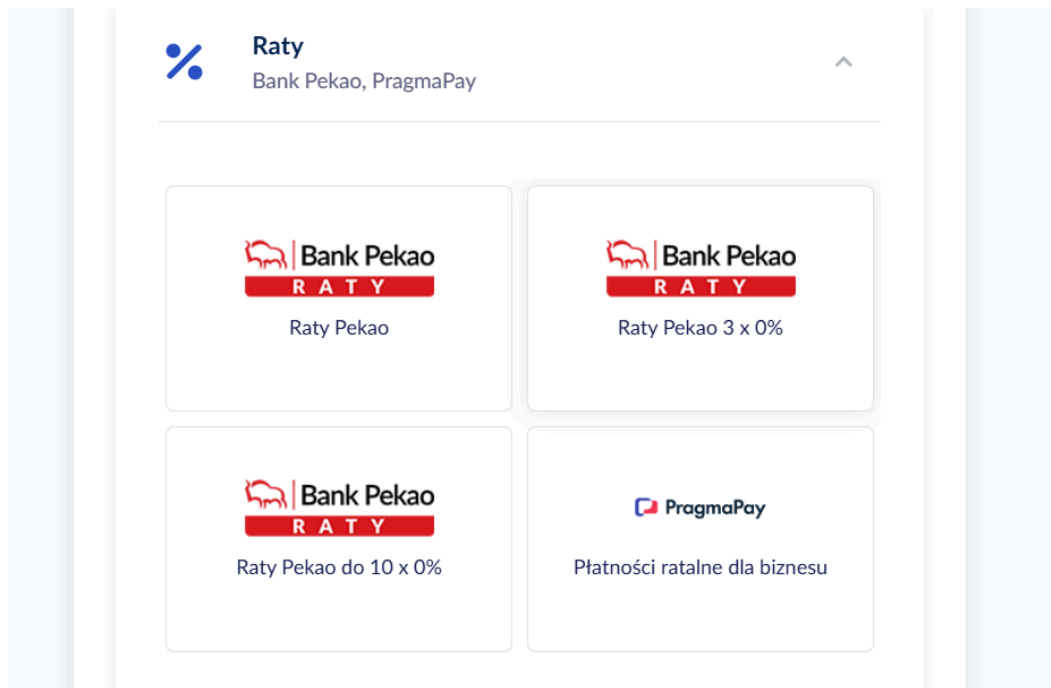 Raty
Bank Pekao, PragmaPay
Bank Pekao
RATY
Raty Pekao
Bank Pekao
RATY
Raty Pekao 3 x 0%
Bank Pekao
RATY
Raty Pekao do 10 x 0%
PragmaPay
Płatności ratalne dla biznesu